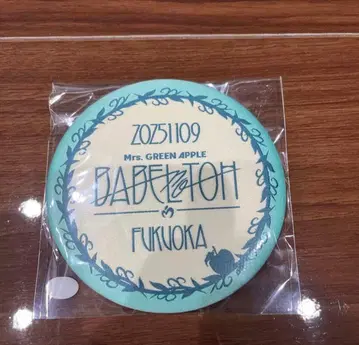 20251109
Mrs. GREEN APPLE
BABEL no TOH
FUKUOKA